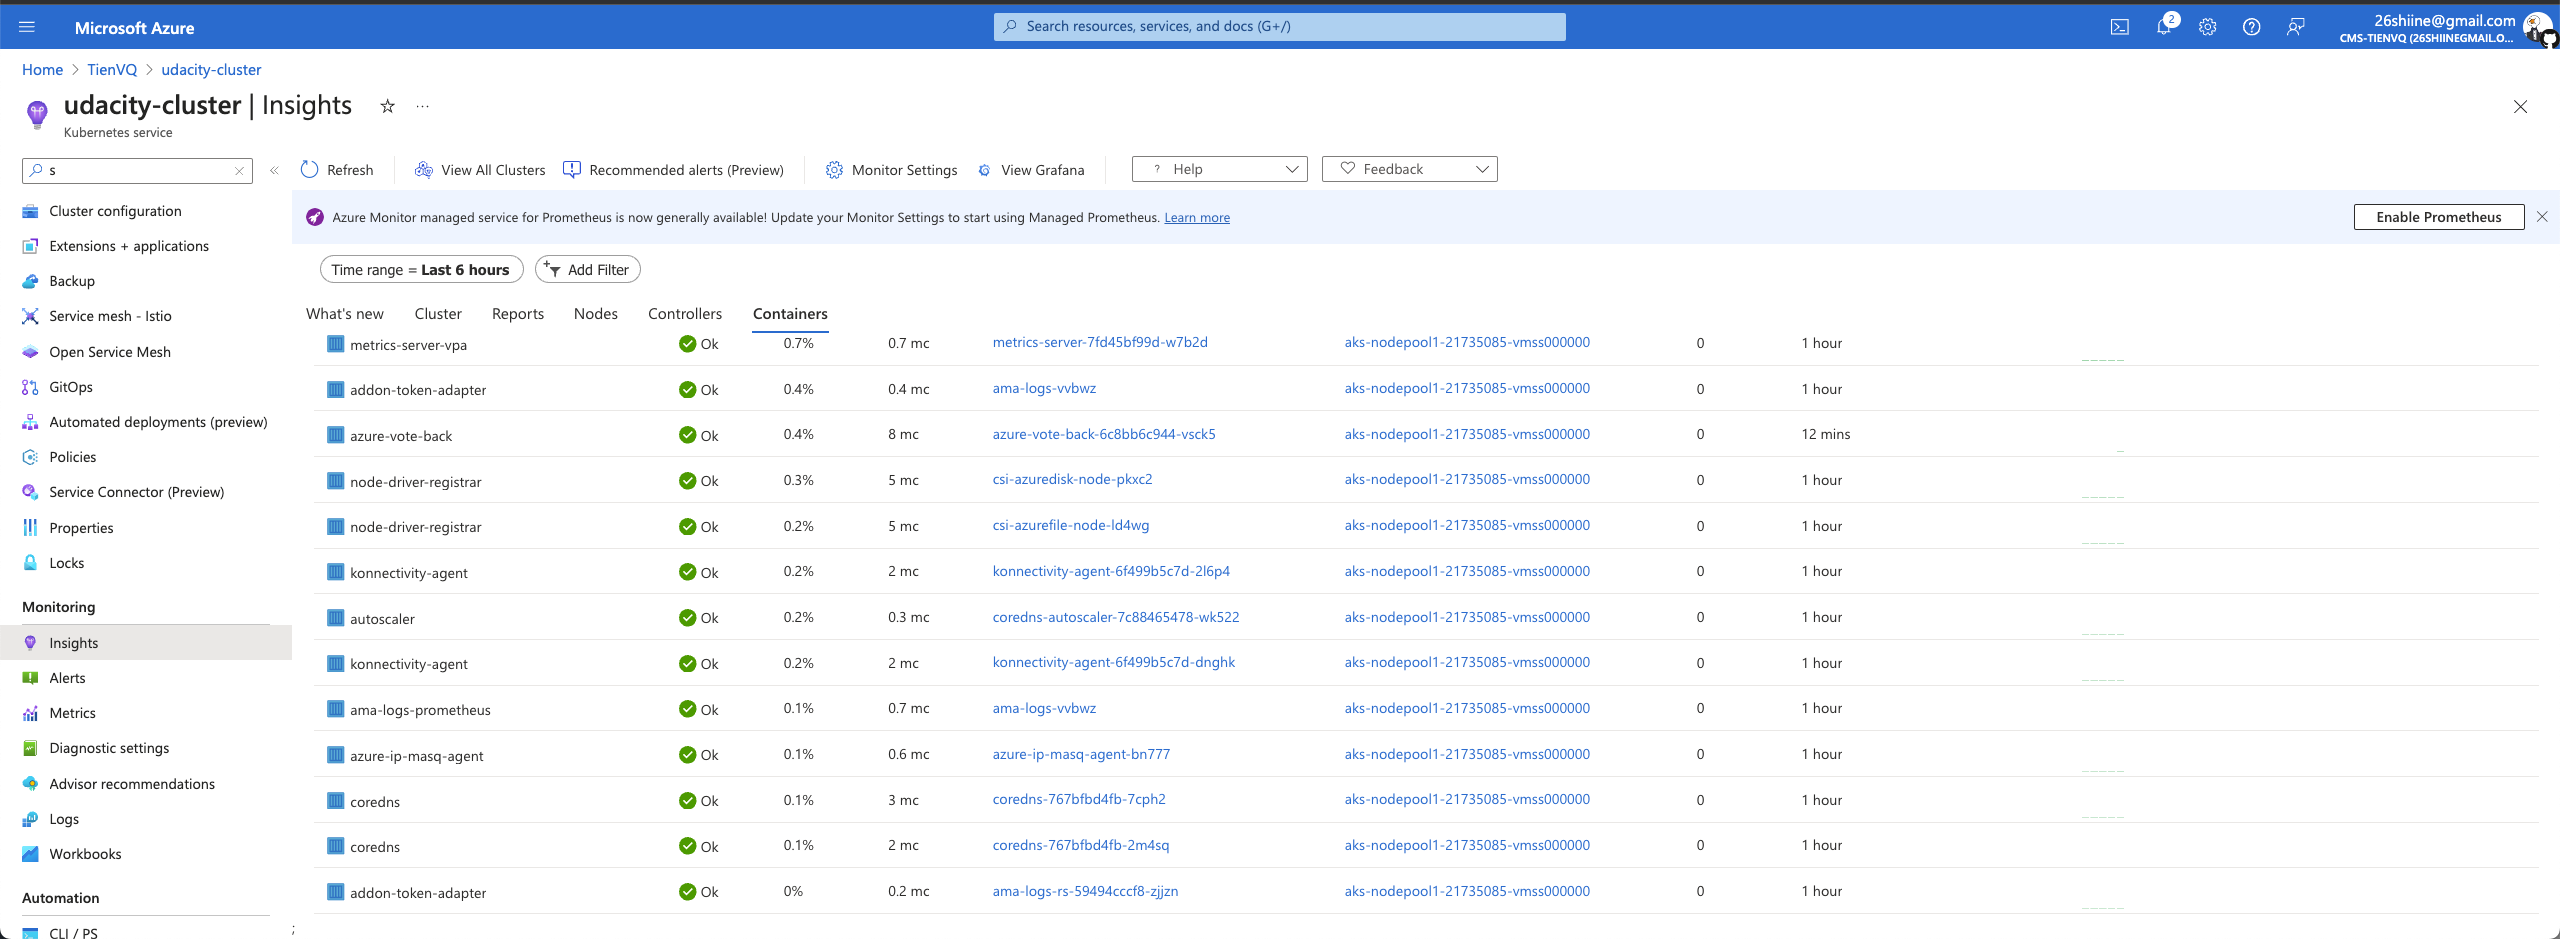 Microsoft Azure
Search resources, services, and docs (G+/)
2
26shiine@gmail.com
CMS-TIENVQ (26SHIINEGMAIL.O...
Home > TienVQ > udacity-cluster
udacity-cluster | Insights
Kubernetes service
s
Refresh
View All Clusters
Recommended alerts (Preview)
Monitor Settings
View Grafana
? Help
Feedback
Azure Monitor managed service for Prometheus is now generally available! Update your Monitor Settings to start using Managed Prometheus. Learn more
Enable Prometheus
Time range = Last 6 hours
Add Filter
What's new Cluster Reports Nodes Controllers Containers
Cluster configuration
Extensions + applications
Backup
Service mesh - Istio
Open Service Mesh
GitOps
Automated deployments (preview)
Policies
Service Connector (Preview)
Properties
Locks
Monitoring
Insights
Alerts
Metrics
Diagnostic settings
Advisor recommendations
Logs
Workbooks
Automation
CLI / PS
metrics-server-vpa Ok 0.7% 0.7 mc metrics-server-7fd45bf99d-w7b2d aks-nodepool1-21735085-vmss000000 0 1 hour
addon-token-adapter Ok 0.4% 0.4 mc ama-logs-vvbwz aks-nodepool1-21735085-vmss000000 0 1 hour
azure-vote-back Ok 0.4% 8 mc azure-vote-back-6c8bb6c944-vsck5 aks-nodepool1-21735085-vmss000000 0 12 mins
node-driver-registrar Ok 0.3% 5 mc csi-azuredisk-node-pkxc2 aks-nodepool1-21735085-vmss000000 0 1 hour
node-driver-registrar Ok 0.2% 5 mc csi-azurefile-node-ld4wg aks-nodepool1-21735085-vmss000000 0 1 hour
konnectivity-agent Ok 0.2% 2 mc konnectivity-agent-6f499b5c7d-2l6p4 aks-nodepool1-21735085-vmss000000 0 1 hour
autoscaler Ok 0.2% 0.3 mc coredns-autoscaler-7c88465478-wk522 aks-nodepool1-21735085-vmss000000 0 1 hour
konnectivity-agent Ok 0.2% 2 mc konnectivity-agent-6f499b5c7d-dnghk aks-nodepool1-21735085-vmss000000 0 1 hour
ama-logs-prometheus Ok 0.1% 0.7 mc ama-logs-vvbwz aks-nodepool1-21735085-vmss000000 0 1 hour
azure-ip-masq-agent Ok 0.1% 0.6 mc azure-ip-masq-agent-bn777 aks-nodepool1-21735085-vmss000000 0 1 hour
coredns Ok 0.1% 3 mc coredns-767bfbd4fb-7cph2 aks-nodepool1-21735085-vmss000000 0 1 hour
coredns Ok 0.1% 2 mc coredns-767bfbd4fb-2m4sq aks-nodepool1-21735085-vmss000000 0 1 hour
addon-token-adapter Ok 0% 0.2 mc ama-logs-rs-59494cccf8-zjjzn aks-nodepool1-21735085-vmss000000 0 1 hour
;